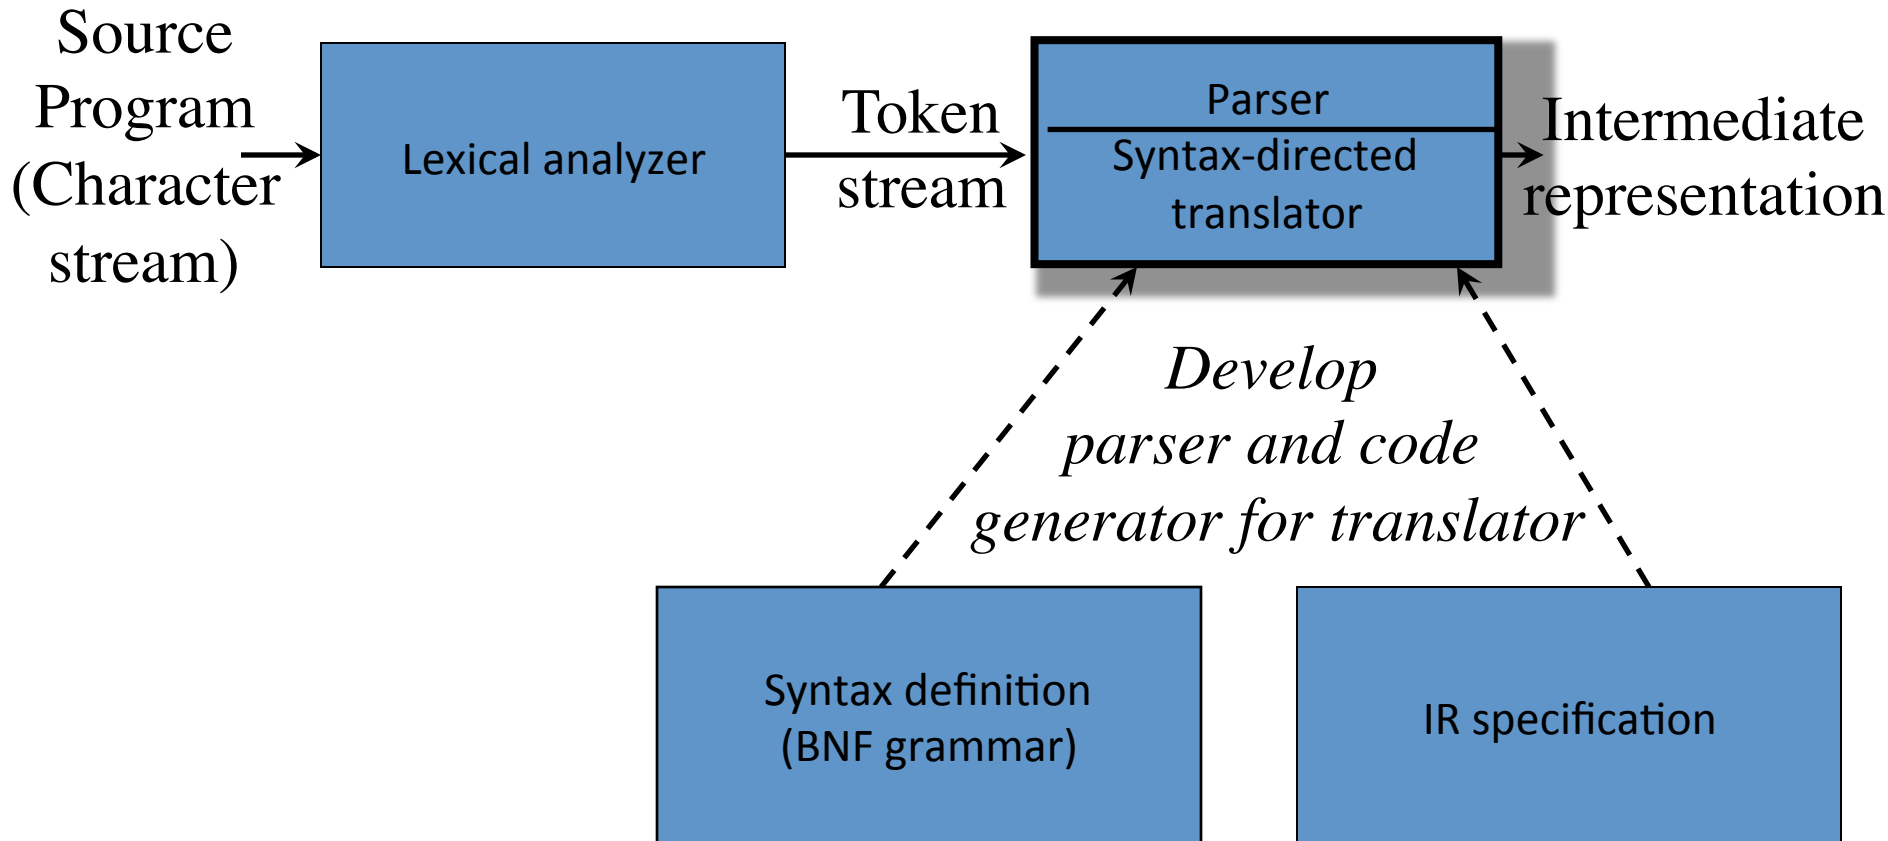 Source
Program
(Character
stream)
Lexical analyzer
Token
stream
Parser
Syntax-directed
translator
Intermediate
representation
Develop
parser and code
generator for translator
Syntax definition
(BNF grammar)
IR specification